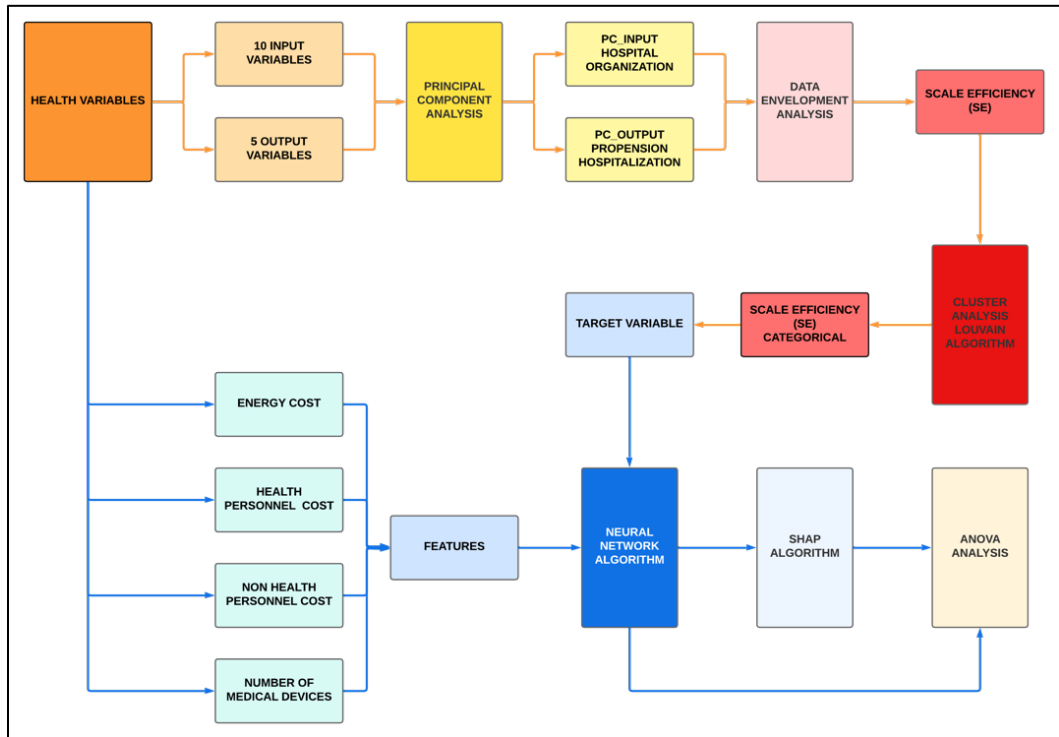 HEALTH VARIABLES
10 INPUT
VARIABLES
5 OUTPUT
VARIABLES
PRINCIPAL
COMPONENT
ANALYSIS
PC_INPUT
HOSPITAL
ORGANIZATION
PC_OUTPUT
PROPENSION
HOSPITALIZATION
DATA
ENVELOPMENT
ANALYSIS
SCALE EFFICIENCY
(SE)
CLUSTER
ANALYSIS
LOUVAIN
ALGORITHM
SCALE EFFICIENCY
(SE)
CATEGORICAL
TARGET VARIABLE
ENERGY COST
HEALTH
PERSONNEL COST
NON HEALTH
PERSONNEL COST
NUMBER OF
MEDICAL DEVICES
FEATURES
NEURAL
NETWORK
ALGORITHM
SHAP
ALGORITHM
ANOVA
ANALYSIS